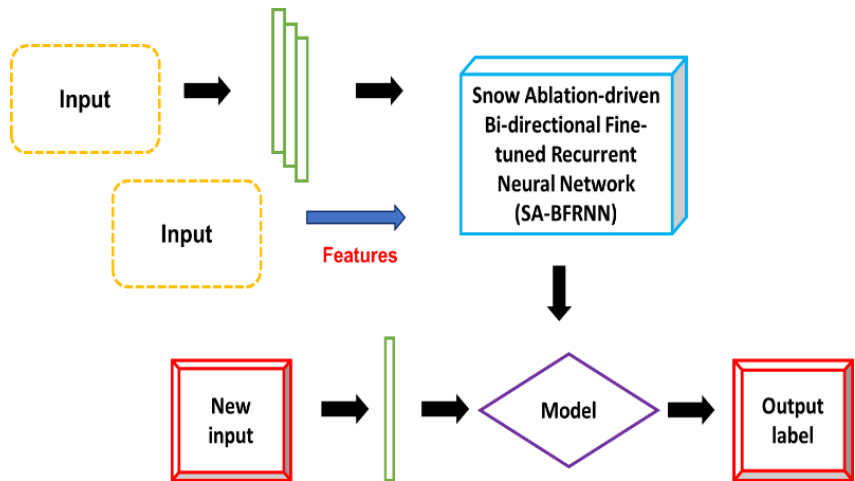 Input
Snow Ablation-driven
Bi-directional Fine-
tuned Recurrent
Neural Network
(SA-BFRNN)
Input
Features
New
input
Model
Output
label